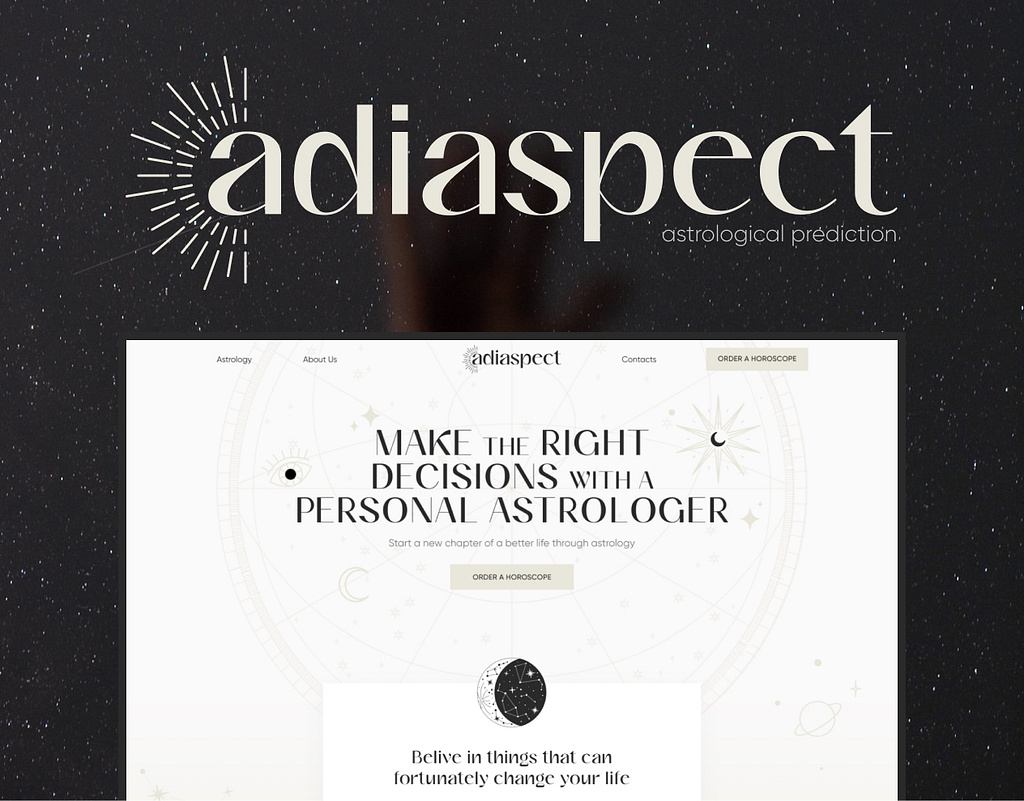 adiaspect
astrological prediction
Astrology
About Us
adiaspect
Contacts
ORDER A HOROSCOPE
MAKE THE RIGHT
DECISIONS WITH A
PERSONAL ASTROLOGER
Start a new chapter of a better life through astrology
ORDER A HOROSCOPE
Belive in things that can
fortunately change your life